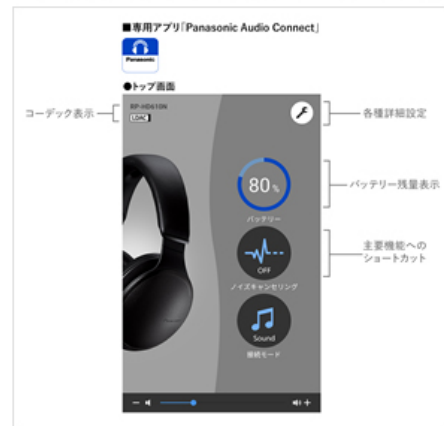 ■専用アプリ「Panasonic Audio Connect」
Panasonic
●トップ画面
コーデック表示
RP-HD610N
LDAC
各種詳細設定
80%
バッテリー残量表示
バッテリー
主要機能への
ショートカット
OFF
ノイズキャンセリング
Sound
接続モード